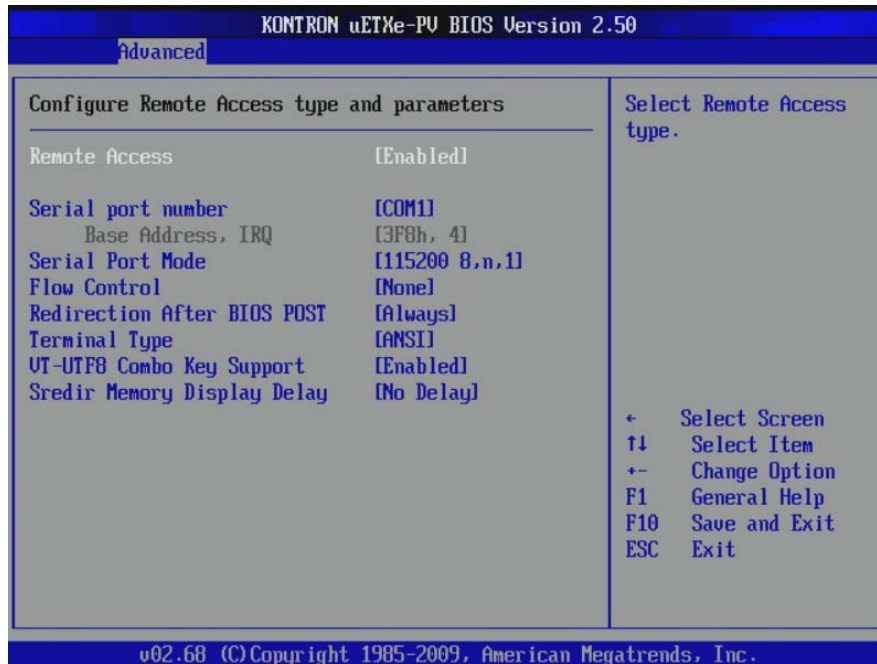 KONTRON uETXe-PV BIOS Version 2.50
Advanced
Configure Remote Access type and parameters
Remote Access [Enabled]
Serial port number [COM1]
Base Address, IRQ [3F8h, 4]
Serial Port Mode [115200 8,n,1]
Flow Control [None]
Redirection After BIOS POST [Always]
Terminal Type [ANSI]
VT-UTF8 Combo Key Support [Enabled]
Sredir Memory Display Delay [No Delay]
Select Remote Access
type.
← Select Screen
↑↓ Select Item
+- Change Option
F1 General Help
F10 Save and Exit
ESC Exit
v02.68 (C)Copyright 1985-2009, American Megatrends, Inc.